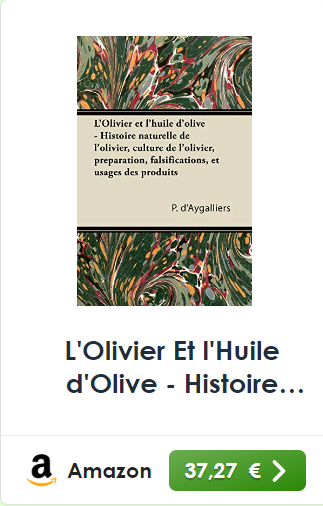 L'Olivier et l'huile d'olive
- Histoire naturelle de
l'olivier, culture de l'olivier,
preparation, falsifications, et
usages des produits
P. d'Aygalliers
L'Olivier Et l'Huile
d'Olive - Histoire...
a Amazon 37,27 €